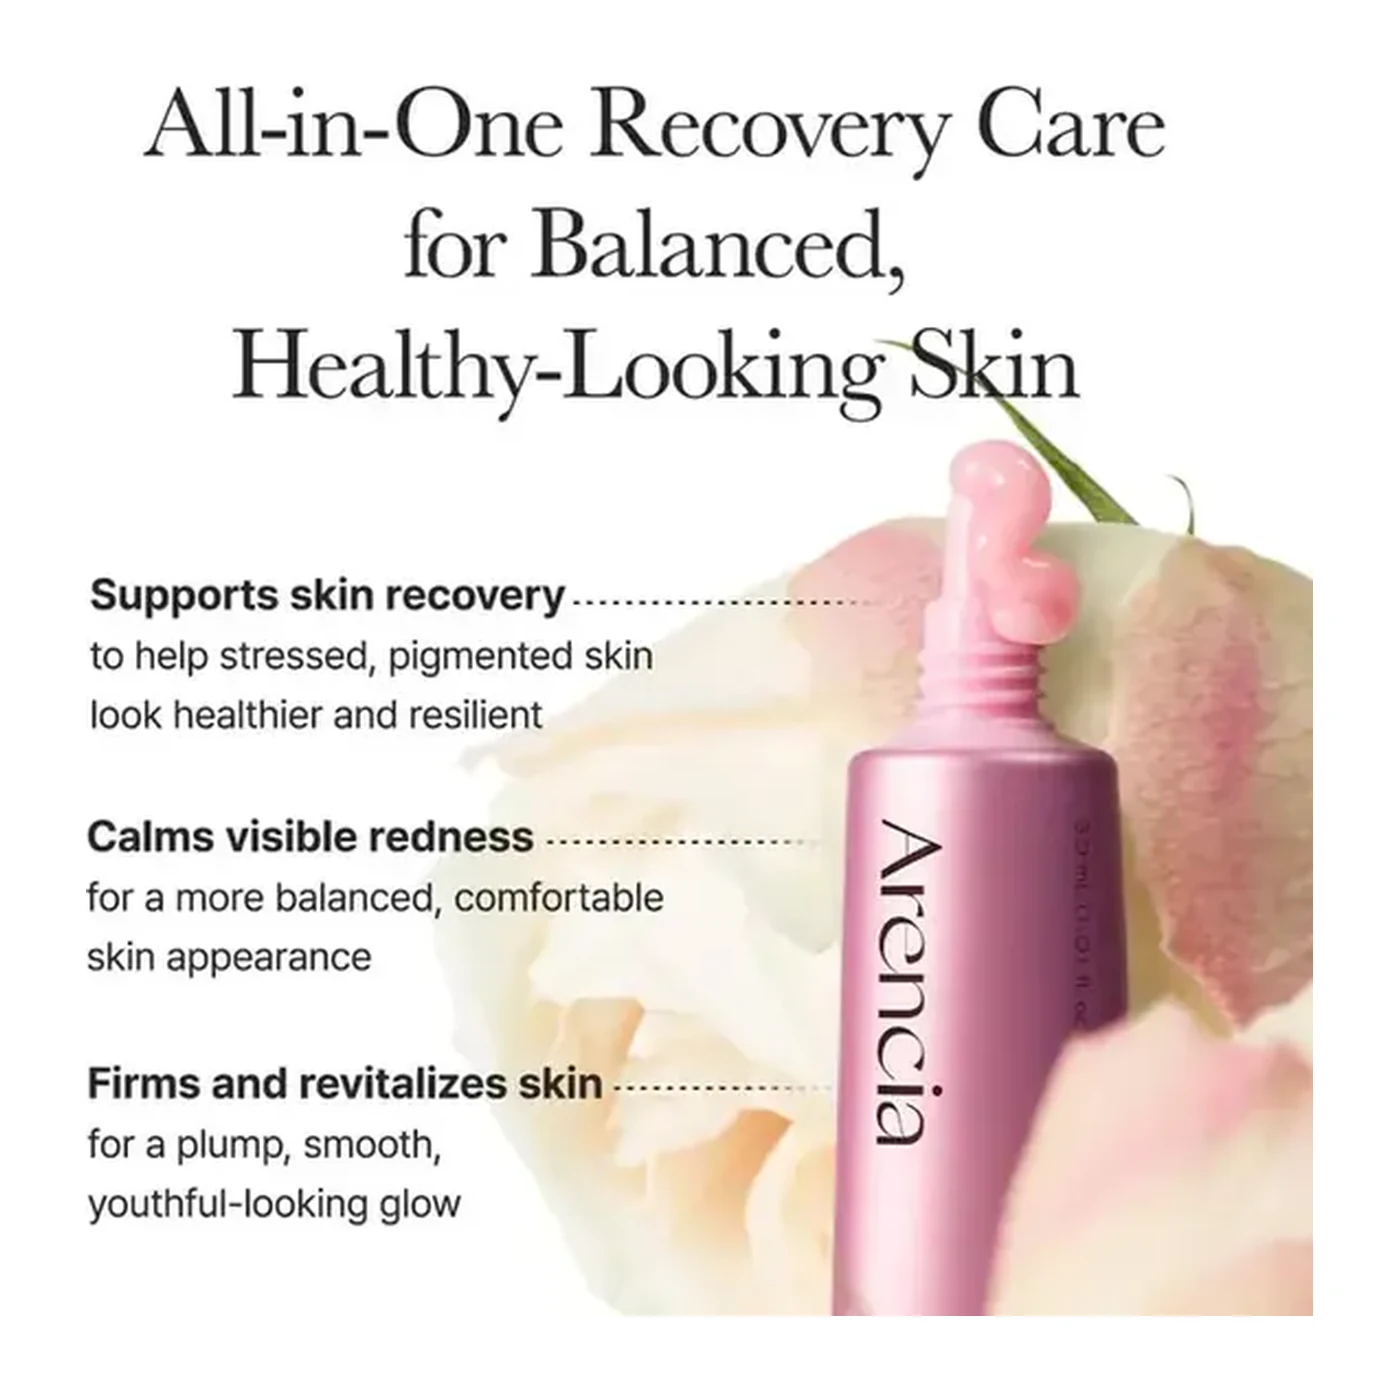 All-in-One Recovery Care
for Balanced,
Healthy-Looking Skin
Supports skin recovery
to help stressed, pigmented skin
look healthier and resilient
Calms visible redness
for a more balanced, comfortable
skin appearance
Firms and revitalizes skin
for a plump, smooth,
youthful-looking glow
Arencia